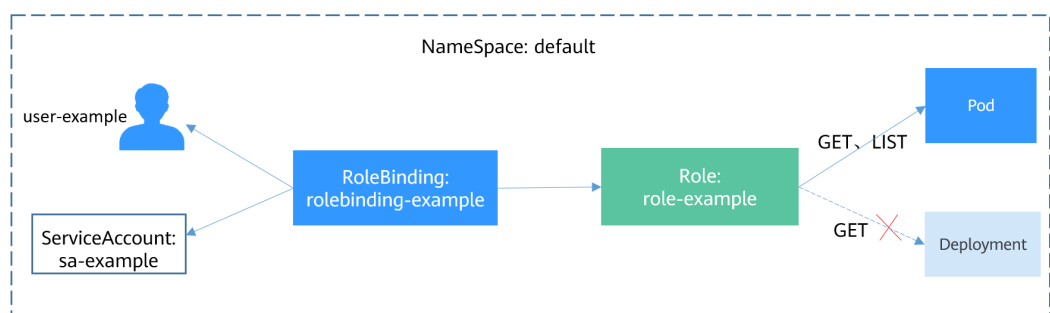 NameSpace: default
user-example
RoleBinding:
rolebinding-example
ServiceAccount:
sa-example
Role:
role-example
GET、LIST
Pod
GET
Deployment